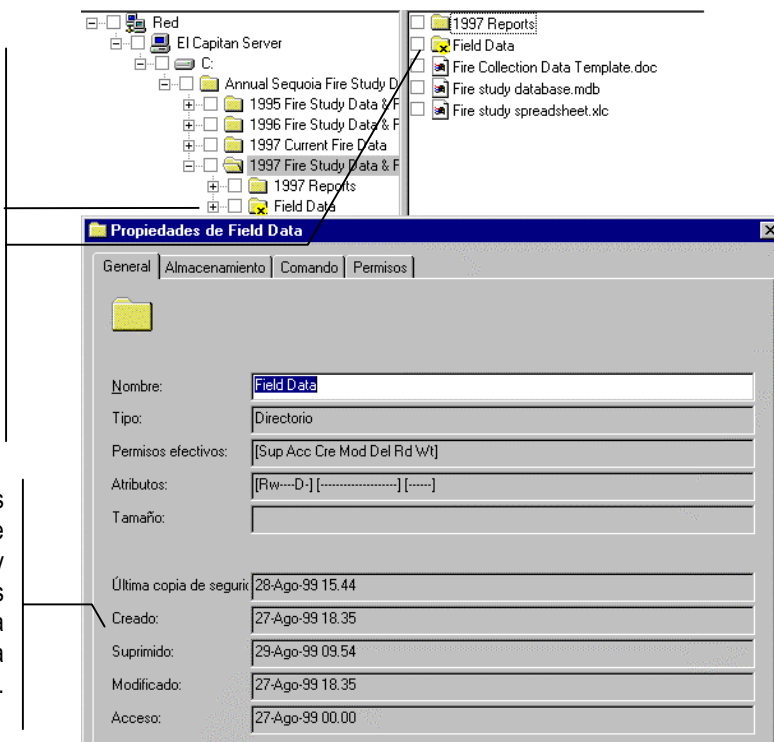 Red
El Capitan Server
C:
Annual Sequoia Fire Study D
1995 Fire Study Data & F
1996 Fire Study Data & F
1997 Current Fire Data
1997 Fire Study Data & F
1997 Reports
Field Data
1997 Reports
Field Data
Fire Collection Data Template.doc
Fire study database.mdb
Fire study spreadsheet.xlc
Propiedades de Field Data
General Almacenamiento Comando Permisos
Nombre: Field Data
Tipo: Directorio
Permisos efectivos: [Sup Acc Cre Mod Del Rd Wt]
Atributos: [Rw----D-] [--------------------] [------]
Tamaño:
Última copia de seguri 28-Ago-99 15.44
Creado: 27-Ago-99 18.35
Suprimido: 29-Ago-99 09.54
Modificado: 27-Ago-99 18.35
Acceso: 27-Ago-99 00.00
s
e
y
s
a
a
.